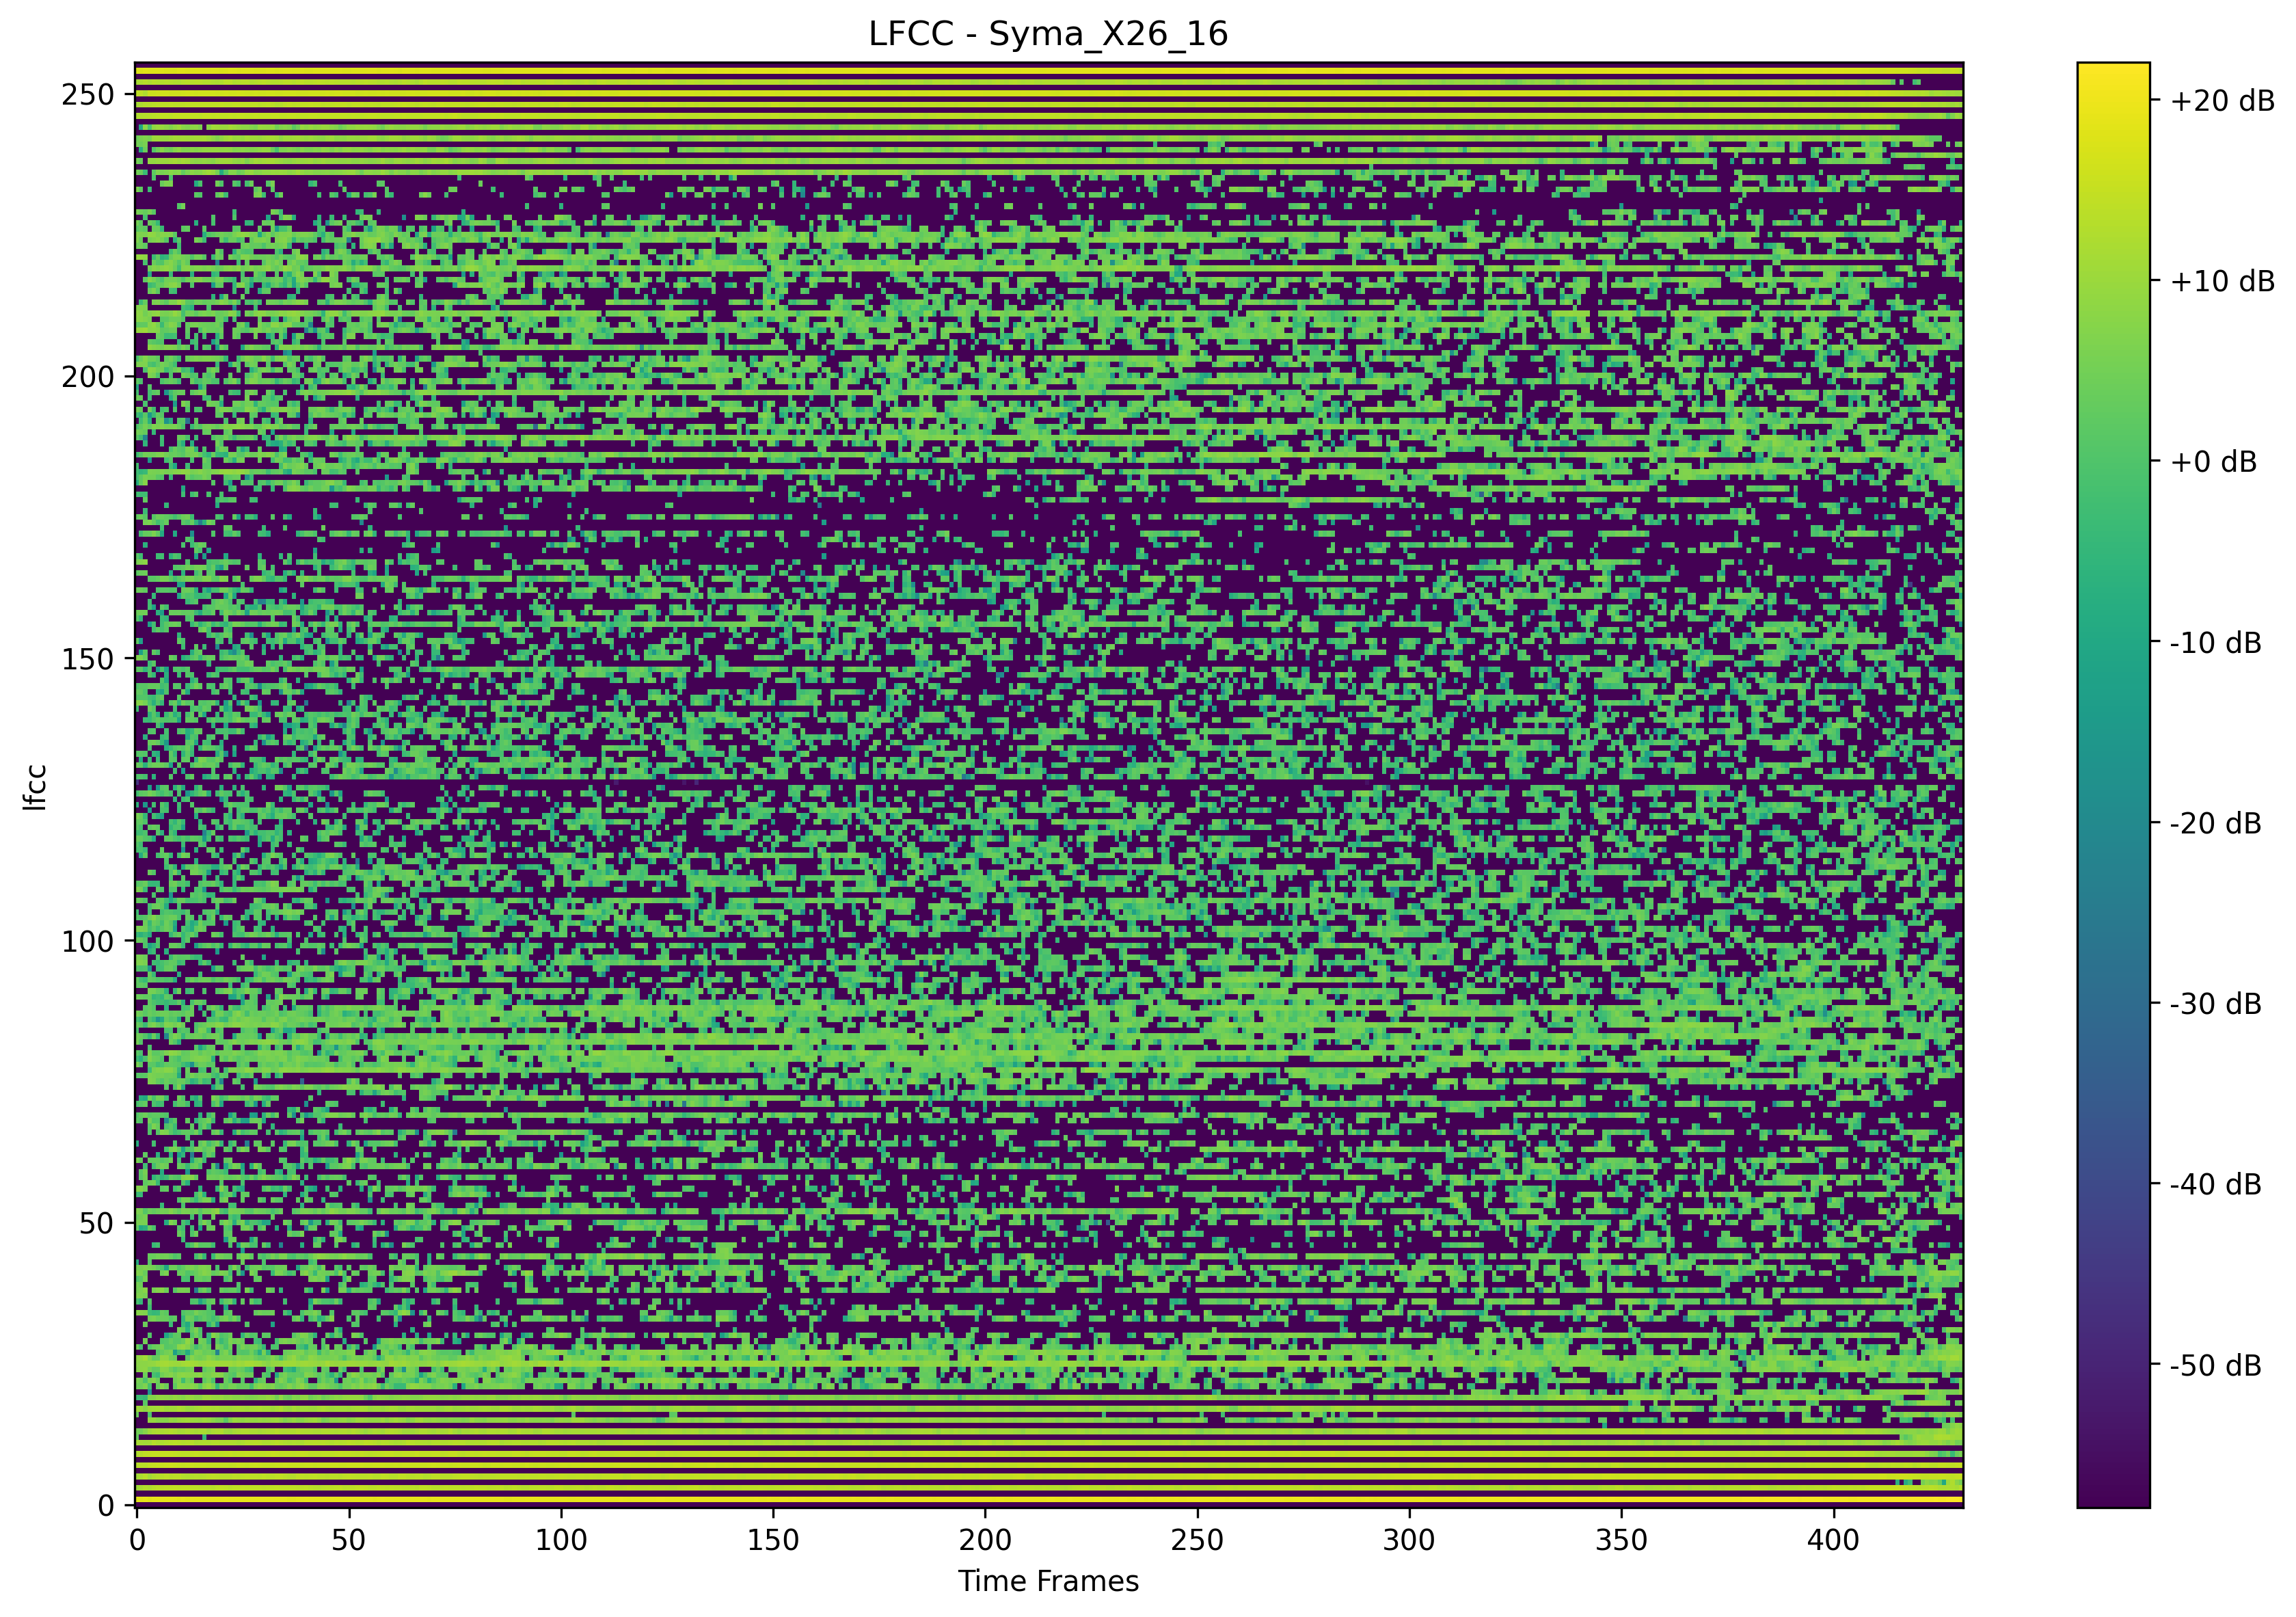 LFCC - Syma_X26_16
250
200
150
100
50
0
lfcc
0 50 100 150 200 250 300 350 400
Time Frames
+20 dB
+10 dB
+0 dB
-10 dB
-20 dB
-30 dB
-40 dB
-50 dB